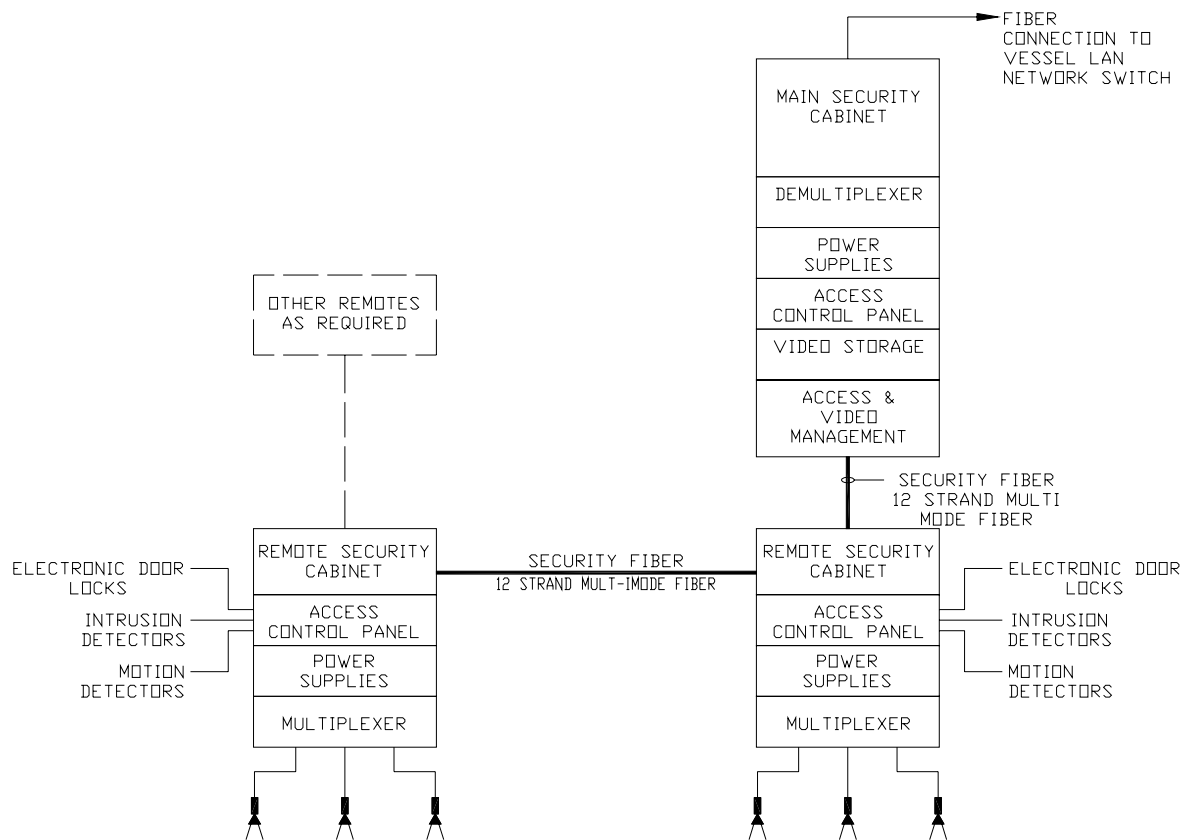 FIBER
CONNECTION TO
VESSEL LAN
NETWORK SWITCH
MAIN SECURITY
CABINET
DEMULTIPLEXER
POWER
SUPPLIES
ACCESS
CONTROL PANEL
VIDEO STORAGE
ACCESS &
VIDEO
MANAGEMENT
OTHER REMOTES
AS REQUIRED
SECURITY FIBER
12 STRAND MULTI
MODE FIBER
REMOTE SECURITY
CABINET
ACCESS
CONTROL PANEL
POWER
SUPPLIES
MULTIPLEXER
ELECTRONIC DOOR
LOCKS
INTRUSION
DETECTORS
MOTION
DETECTORS
SECURITY FIBER
12 STRAND MULT-IMODE FIBER
REMOTE SECURITY
CABINET
ACCESS
CONTROL PANEL
POWER
SUPPLIES
MULTIPLEXER
ELECTRONIC DOOR
LOCKS
INTRUSION
DETECTORS
MOTION
DETECTORS